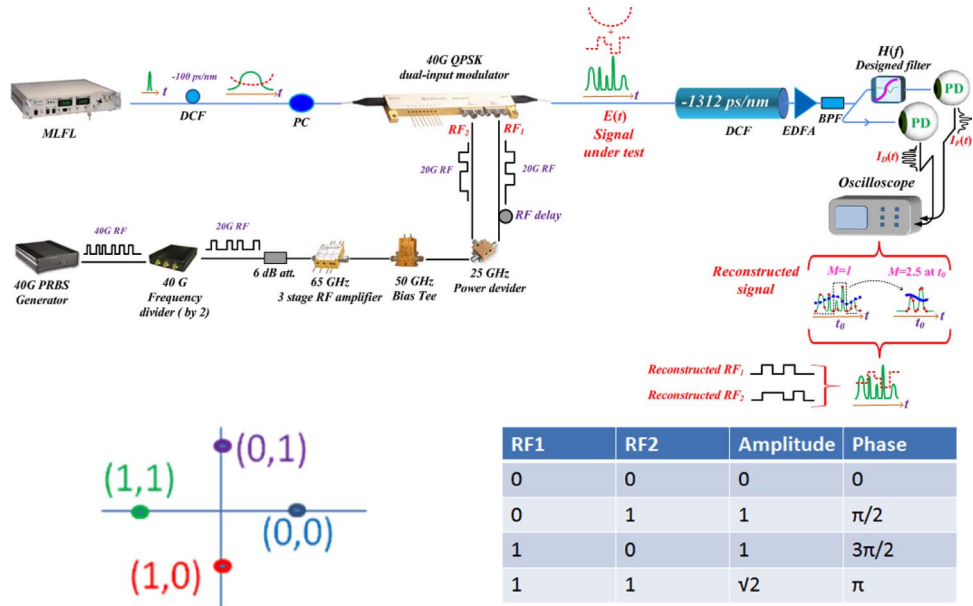 -100 ps/nm
MLFL
DCF
t
t
PC
40G QPSK
dual-input modulator
RF2
RF1
20G RF
20G RF
RF delay
+
t
E(t)
Signal
under test
-1312 ps/nm
DCF
EDFA
BPF
H(f)
Designed filter
PD
PD
ID(t)
IF(t)
Oscilloscope
40G PRBS
Generator
40G RF
40 G
Frequency
divider ( by 2)
20G RF
6 dB att.
65 GHz
3 stage RF amplifier
50 GHz
Bias Tee
25 GHz
Power devider
Reconstructed
signal
M=1
M=2.5 at t0
t
t0
t
t0
Reconstructed RF1
Reconstructed RF2
t
(0,1)
(1,1)
(0,0)
(1,0)
RF1 RF2 Amplitude Phase
0 0 0 0
0 1 1 π/2
1 0 1 3π/2
1 1 √2 π